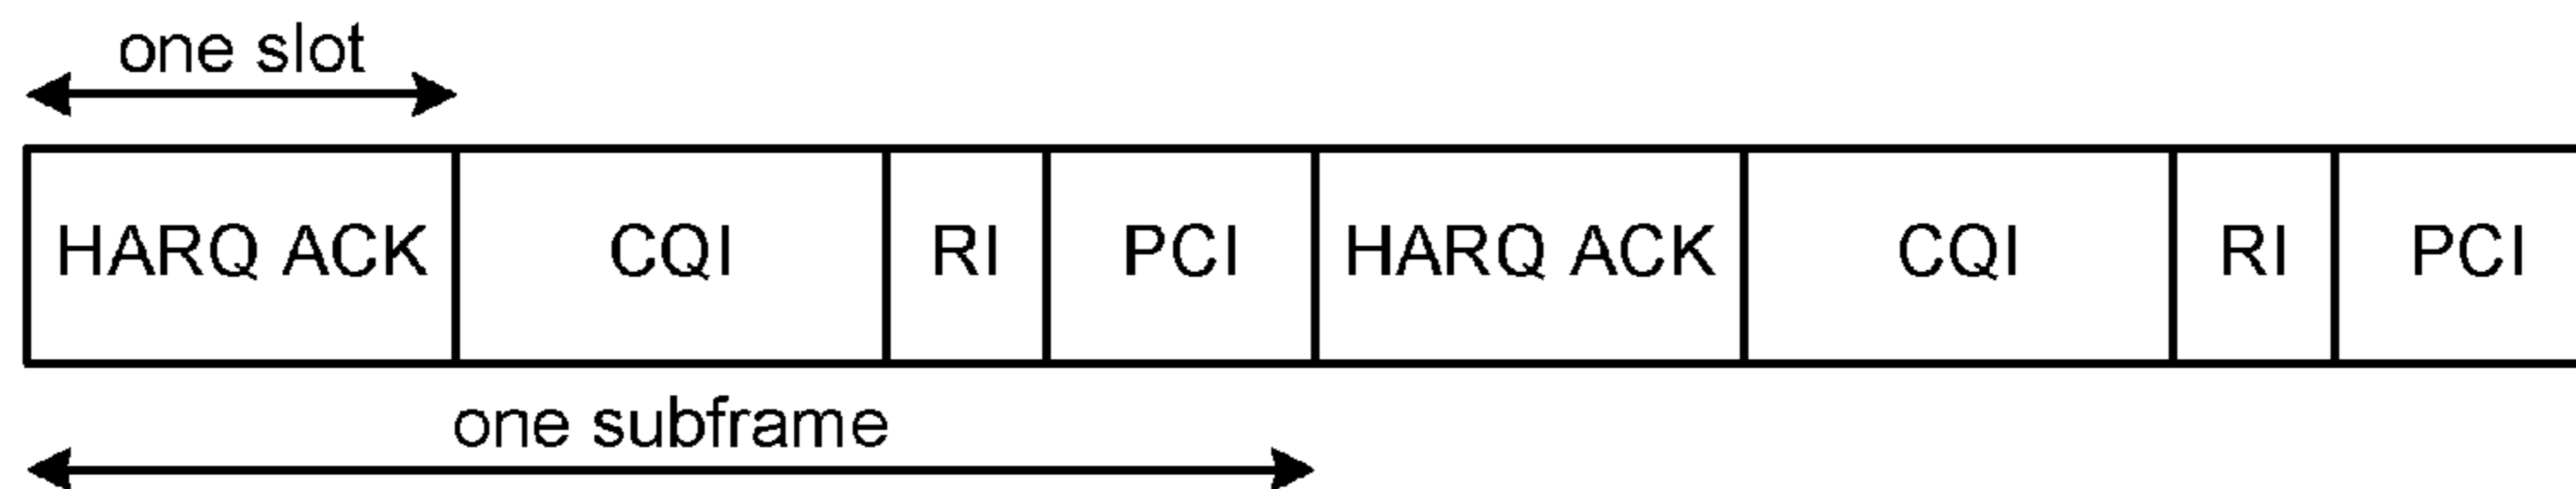 one slot
HARQ ACK CQI RI PCI HARQ ACK CQI RI PCI
one subframe